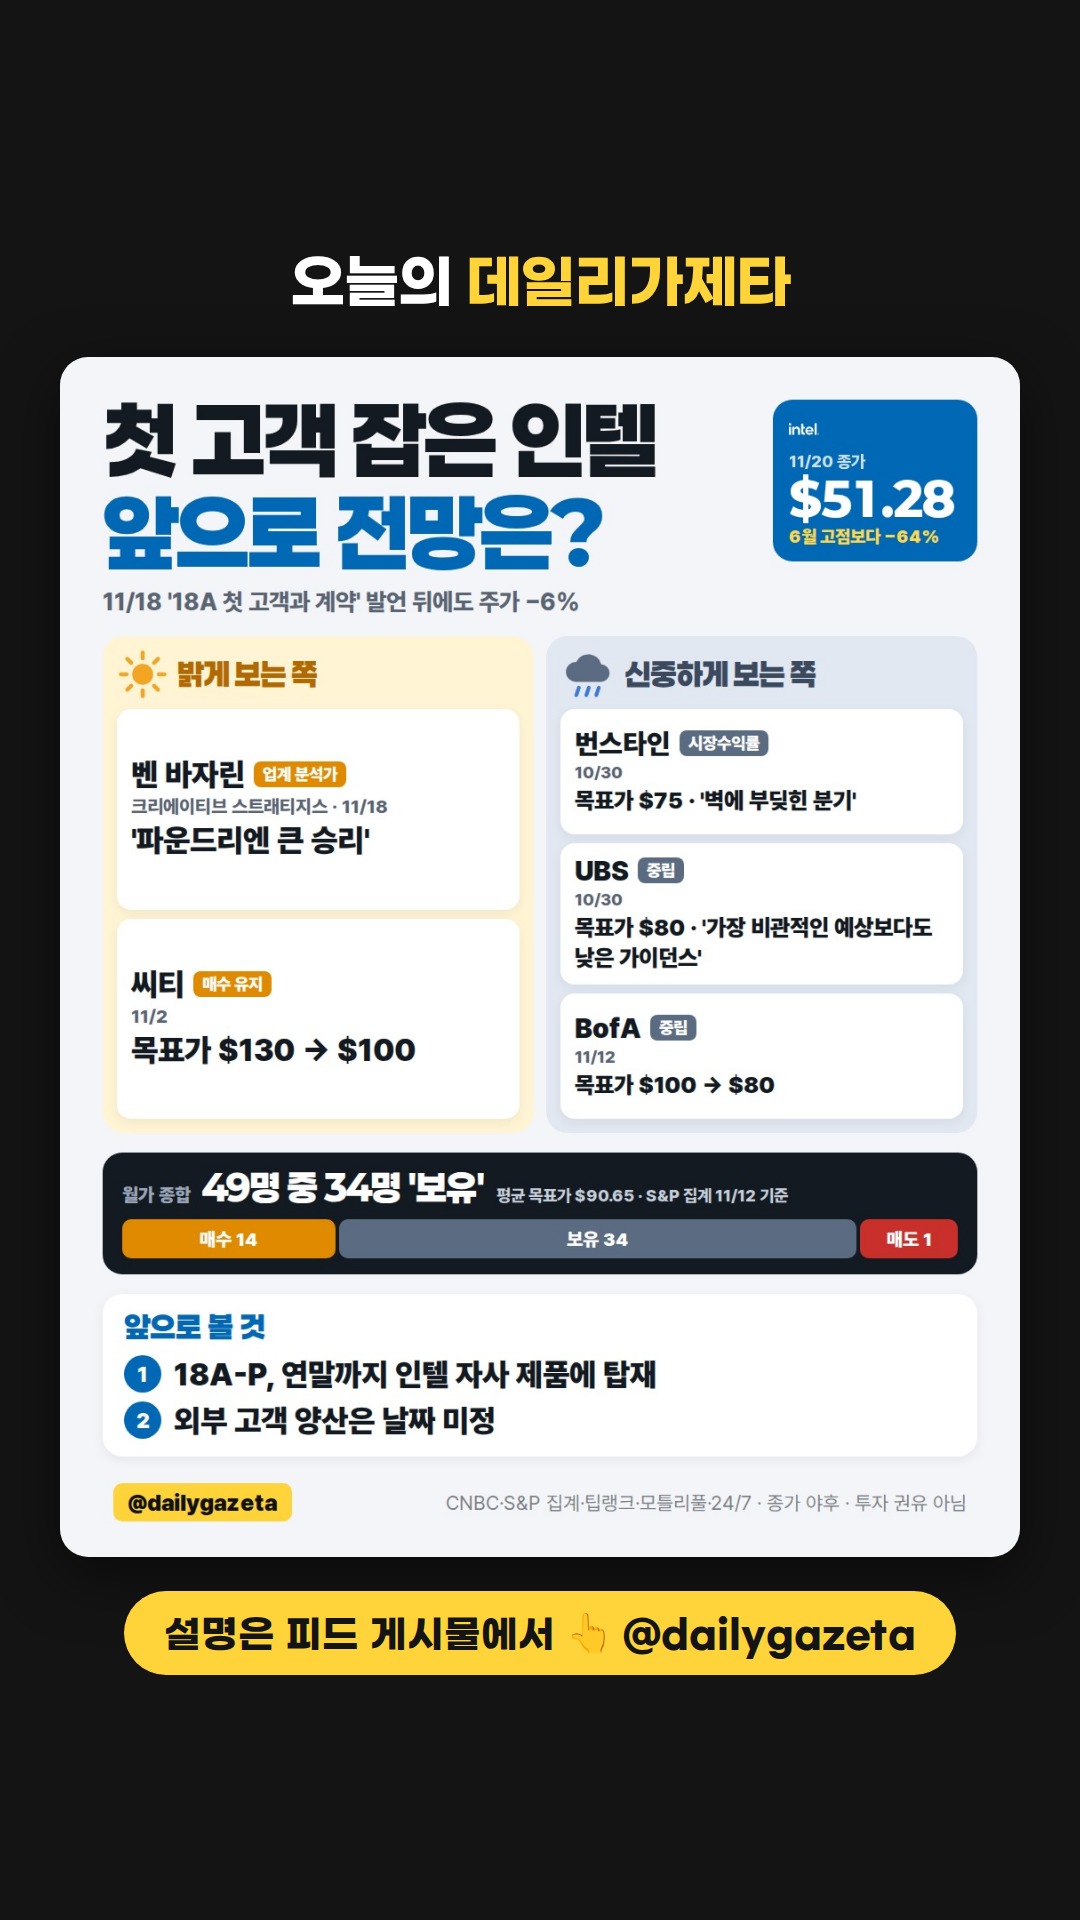 오늘의 데일리가제타
첫 고객 잡은 인텔
앞으로 전망은?
11/18 '18A 첫 고객과 계약' 발언 뒤에도 주가 −6%
intel.
11/20 종가
$51.28
6월 고점보다 −64%
밝게 보는 쪽
벤 바자린 업계 분석가
크리에이티브 스트래티지스 · 11/18
'파운드리엔 큰 승리'
씨티 매수 유지
11/2
목표가 $130 → $100
신중하게 보는 쪽
번스타인 시장수익률
10/30
목표가 $75 · '벽에 부딪힌 분기'
UBS 중립
10/30
목표가 $80 · '가장 비관적인 예상보다도
낮은 가이던스'
BofA 중립
11/12
목표가 $100 → $80
월가 종합 49명 중 34명 '보유' 평균 목표가 $90.65 · S&P 집계 11/12 기준
매수 14 보유 34 매도 1
앞으로 볼 것
1 18A-P, 연말까지 인텔 자사 제품에 탑재
2 외부 고객 양산은 날짜 미정
@dailygazeta CNBC·S&P 집계·팁랭크·모틀리풀·24/7 · 종가 야후 · 투자 권유 아님
설명은 피드 게시물에서 👆 @dailygazeta